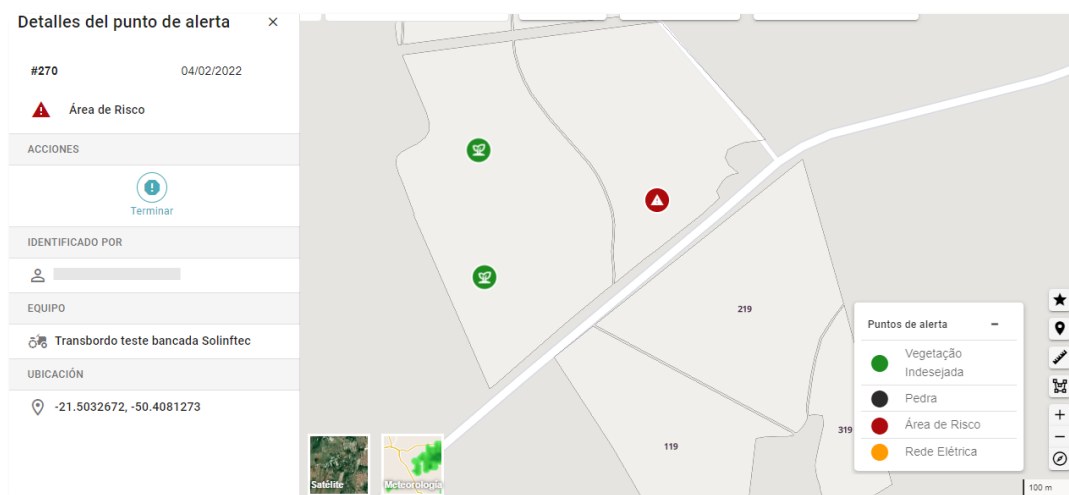 Detalles del punto de alerta ×
#270 04/02/2022
Área de Risco
ACCIONES
Terminar
IDENTIFICADO POR
EQUIPO
Transbordo teste bancada Solinftec
UBICACIÓN
-21.5032672, -50.4081273
219
119
319
Satélite
Meteorología
Puntos de alerta −
Vegetação
Indesejada
Pedra
Área de Risco
Rede Elétrica
+
−
100 m